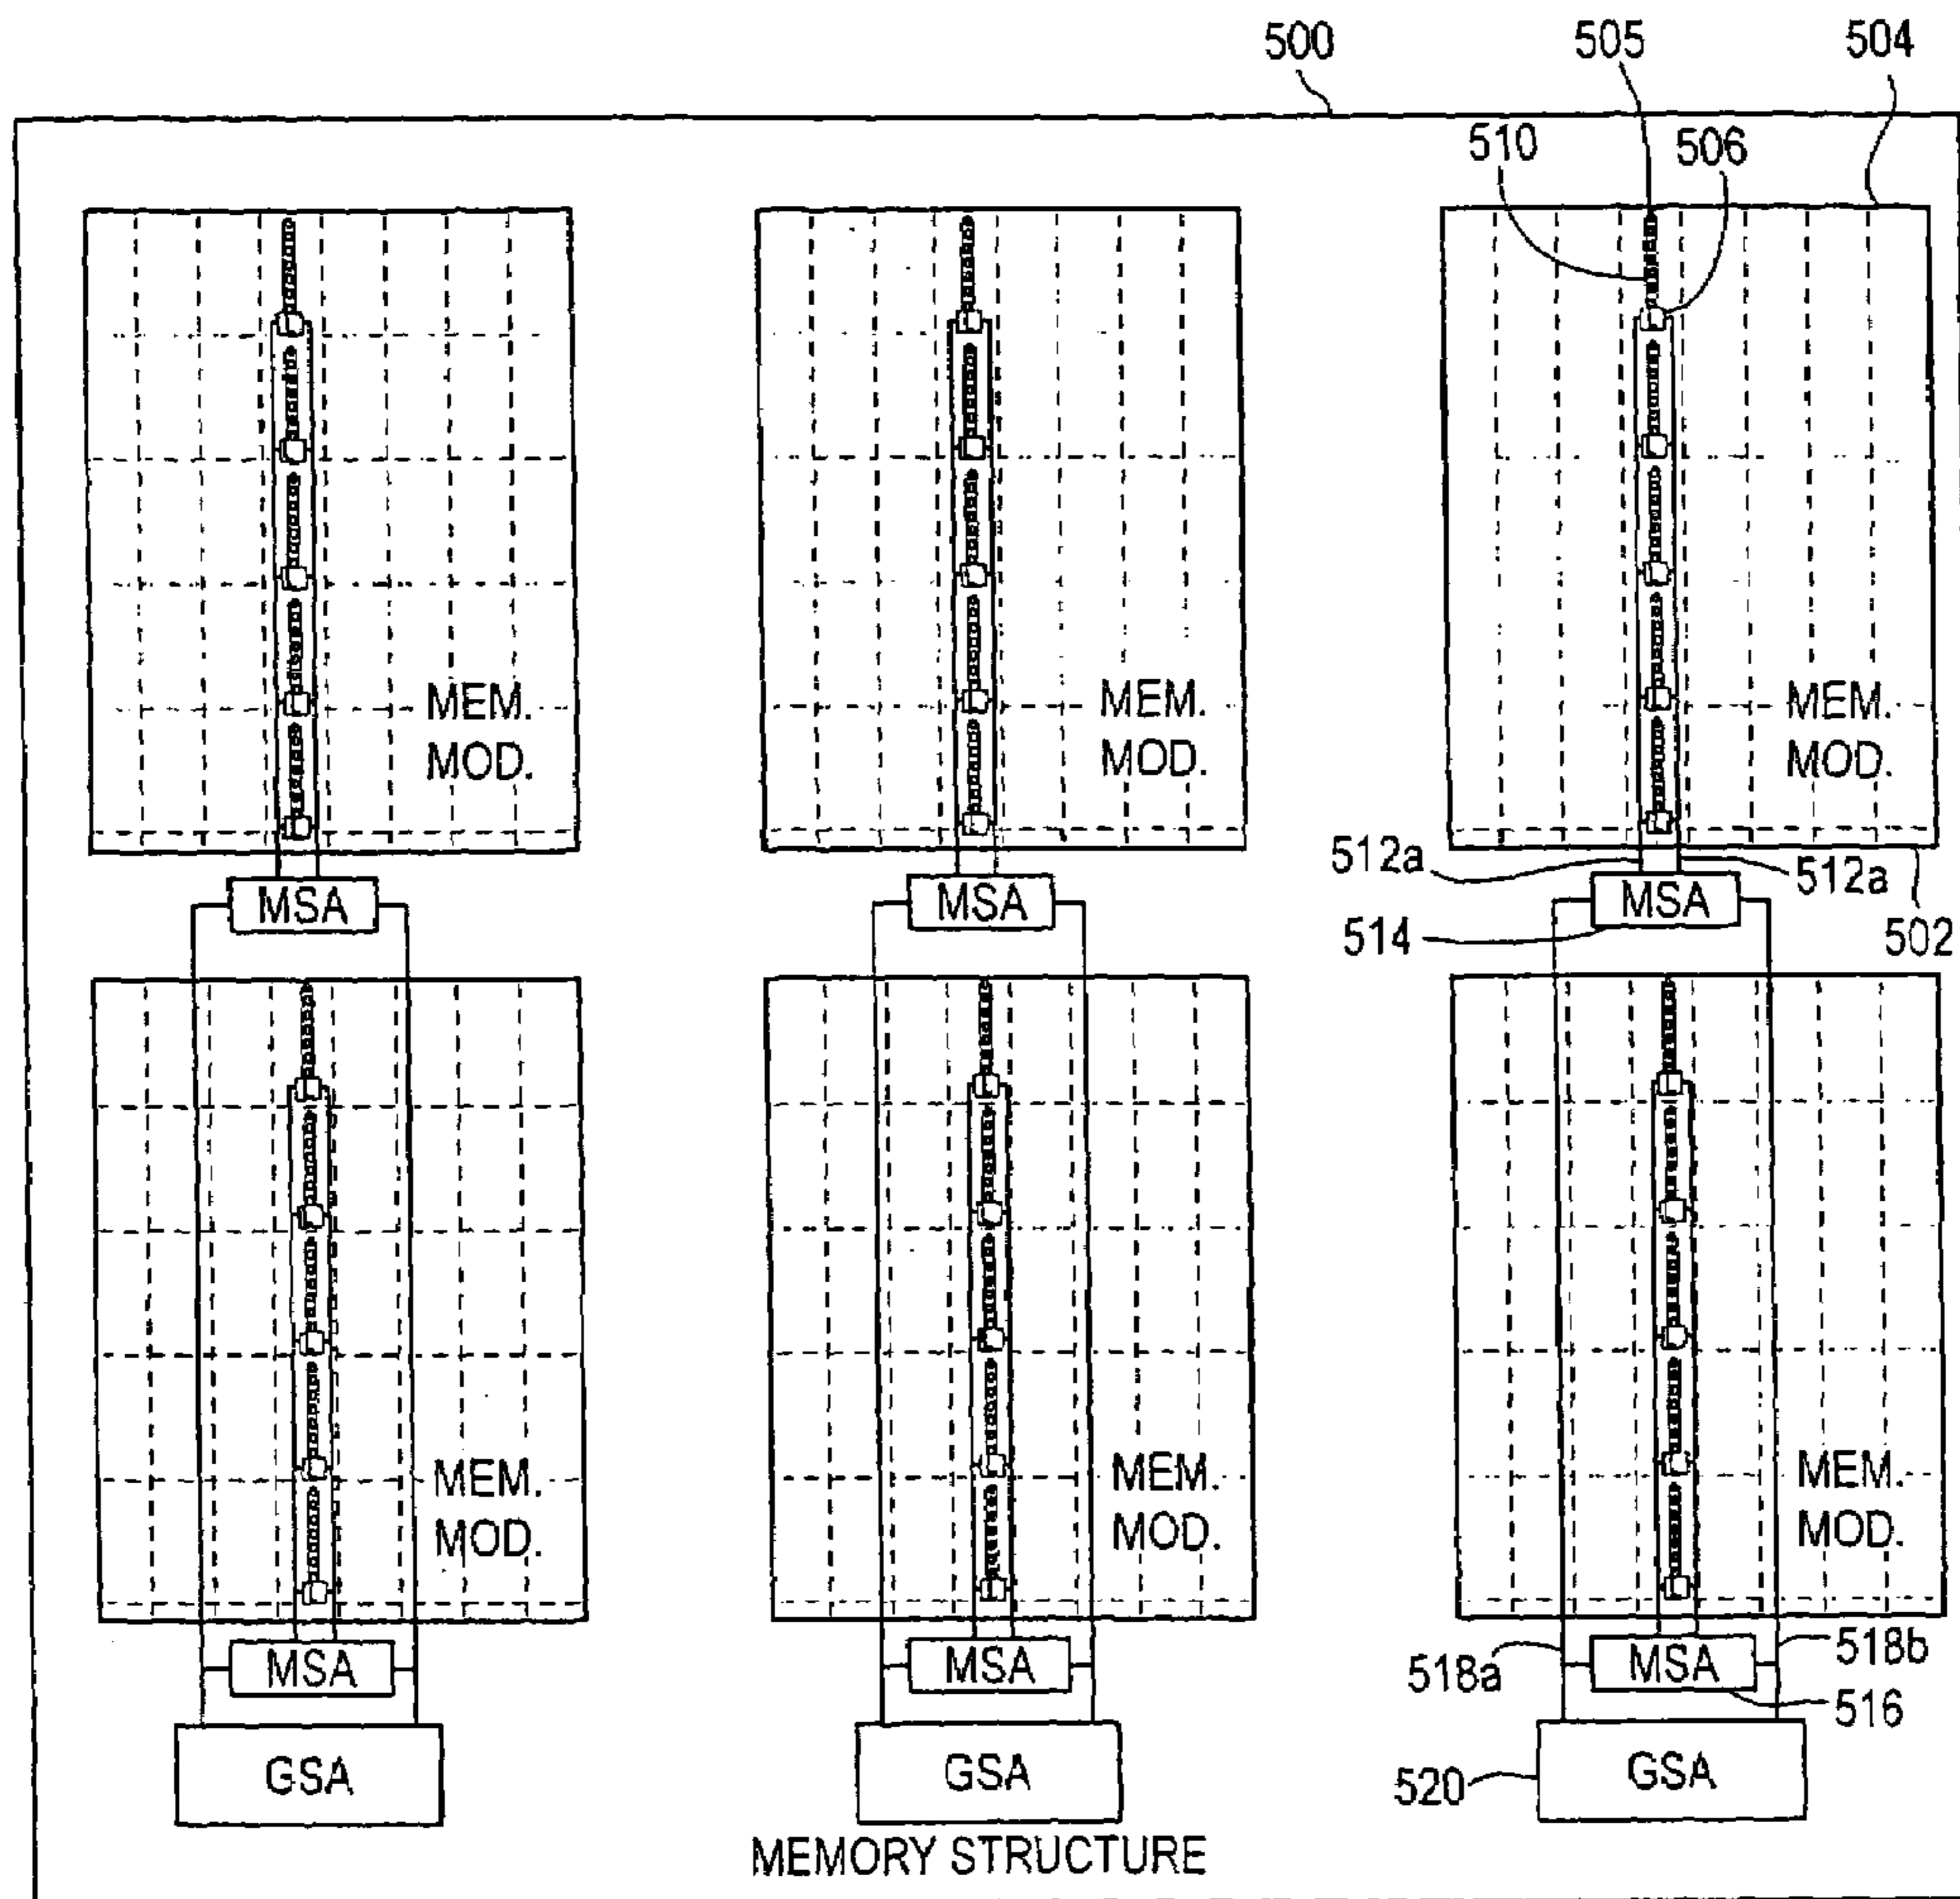 500
505
504
510
506
MEM.
MOD.
MEM.
MOD.
MEM.
MOD.
512a
512a
MSA
MSA
MSA
514
502
MEM.
MOD.
MEM.
MOD.
MEM.
MOD.
MSA
MSA
518a
MSA
518b
516
GSA
GSA
520
GSA
MEMORY STRUCTURE